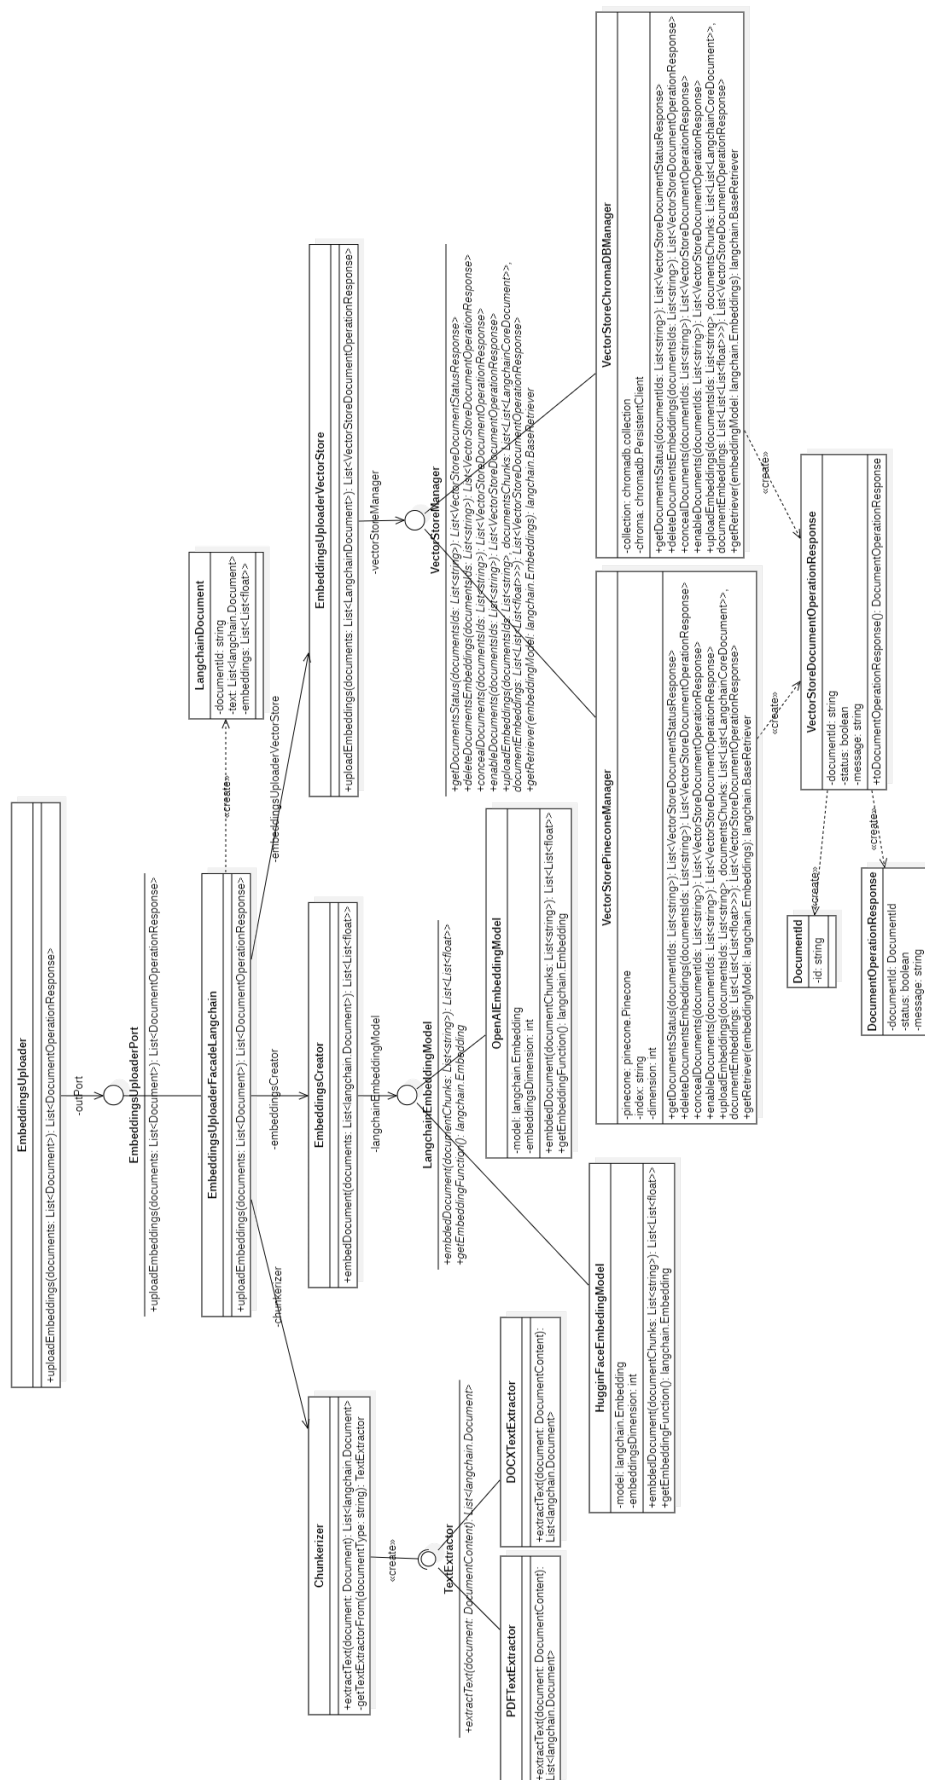 EmbeddingsUploader
+uploadEmbeddings(documents: List<Document>): List<DocumentOperationResponse>
-outPort
EmbeddingsUploaderPort
+uploadEmbeddings(documents: List<Document>): List<DocumentOperationResponse>
EmbeddingsUploaderFacadeLangchain
+uploadEmbeddings(documents: List<Document>): List<DocumentOperationResponse>
«create»
LangchainDocument
-documentId: string
-text: List<langchain.Document>
-embeddings: List<List<float>>
-chunkerizer
-embeddingsCreator
-embeddingsUploaderVectorStore
Chunkerizer
+extractText(document: Document): List<langchain.Document>
-getTextExtractorFrom(documentType: string): TextExtractor
EmbeddingsCreator
+embedDocument(documents: List<langchain.Document>): List<List<float>>
EmbeddingsUploaderVectorStore
+uploadEmbeddings(documents: List<LangchainDocument>): List<VectorStoreDocumentOperationResponse>
«create»
-langchainEmbeddingModel
-vectorStoreManager
TextExtractor
+extractText(document: DocumentContent): List<langchain.Document>
LangchainEmbeddingModel
+embdedDocument(documentChunks: List<string>): List<List<float>>
+getEmbeddingFunction(): langchain.Embedding
VectorStoreManager
+getDocumentsStatus(documentsIds: List<string>): List<VectorStoreDocumentStatusResponse>
+deleteDocumentsEmbeddings(documentsIds: List<string>): List<VectorStoreDocumentOperationResponse>
+concealDocuments(documentsIds: List<string>): List<VectorStoreDocumentOperationResponse>
+enableDocuments(documentsIds: List<string>): List<VectorStoreDocumentOperationResponse>
+uploadEmbeddings(documentsIds: List<string>, documentsChunks: List<List<LangchainCoreDocument>>,
documentEmbeddings: List<List<List<float>>>): List<VectorStoreDocumentOperationResponse>
+getRetriever(embeddingModel: langchain.Embeddings): langchain.BaseRetriever
PDFTextExtractor
+extractText(document: DocumentContent):
List<langchain.Document>
DOCXTextExtractor
+extractText(document: DocumentContent):
List<langchain.Document>
OpenAIEmbeddingModel
-model: langchain.Embedding
-embeddingsDimension: int
+embdedDocument(documentChunks: List<string>): List<List<float>>
+getEmbeddingFunction(): langchain.Embedding
HugginFaceEmbedingModel
-model: langchain.Embedding
-embeddingsDimension: int
+embdedDocument(documentChunks: List<string>): List<List<float>>
+getEmbeddingFunction(): langchain.Embedding
VectorStorePineconeManager
-pinecone: pinecone.Pinecone
-index: string
-dimension: int
+getDocumentsStatus(documentIds: List<string>): List<VectorStoreDocumentStatusResponse>
+deleteDocumentsEmbeddings(documentsIds: List<string>): List<VectorStoreDocumentOperationResponse>
+concealDocuments(documentIds: List<string>): List<VectorStoreDocumentOperationResponse>
+enableDocuments(documentIds: List<string>): List<VectorStoreDocumentOperationResponse>
+uploadEmbeddings(documentsIds: List<string>, documentsChunks: List<List<LangchainCoreDocument>>,
documentEmbeddings: List<List<List<float>>>): List<VectorStoreDocumentOperationResponse>
+getRetriever(embeddingModel: langchain.Embeddings): langchain.BaseRetriever
VectorStoreChromaDBManager
-collection: chromadb.collection
-chroma: chromadb.PersistentClient
+getDocumentsStatus(documentIds: List<string>): List<VectorStoreDocumentStatusResponse>
+deleteDocumentsEmbeddings(documentsIds: List<string>): List<VectorStoreDocumentOperationResponse>
+concealDocuments(documentIds: List<string>): List<VectorStoreDocumentOperationResponse>
+enableDocuments(documentIds: List<string>): List<VectorStoreDocumentOperationResponse>
+uploadEmbeddings(documentsIds: List<string>, documentsChunks: List<List<LangchainCoreDocument>>,
documentEmbeddings: List<List<List<float>>>): List<VectorStoreDocumentOperationResponse>
+getRetriever(embeddingModel: langchain.Embeddings): langchain.BaseRetriever
«create»
«create»
VectorStoreDocumentOperationResponse
-documentId: string
-status: boolean
-message: string
+toDocumentOperationResponse(): DocumentOperationResponse
«create»
«create»
DocumentId
-id: string
DocumentOperationResponse
-documentId: DocumentId
-status: boolean
-message: string